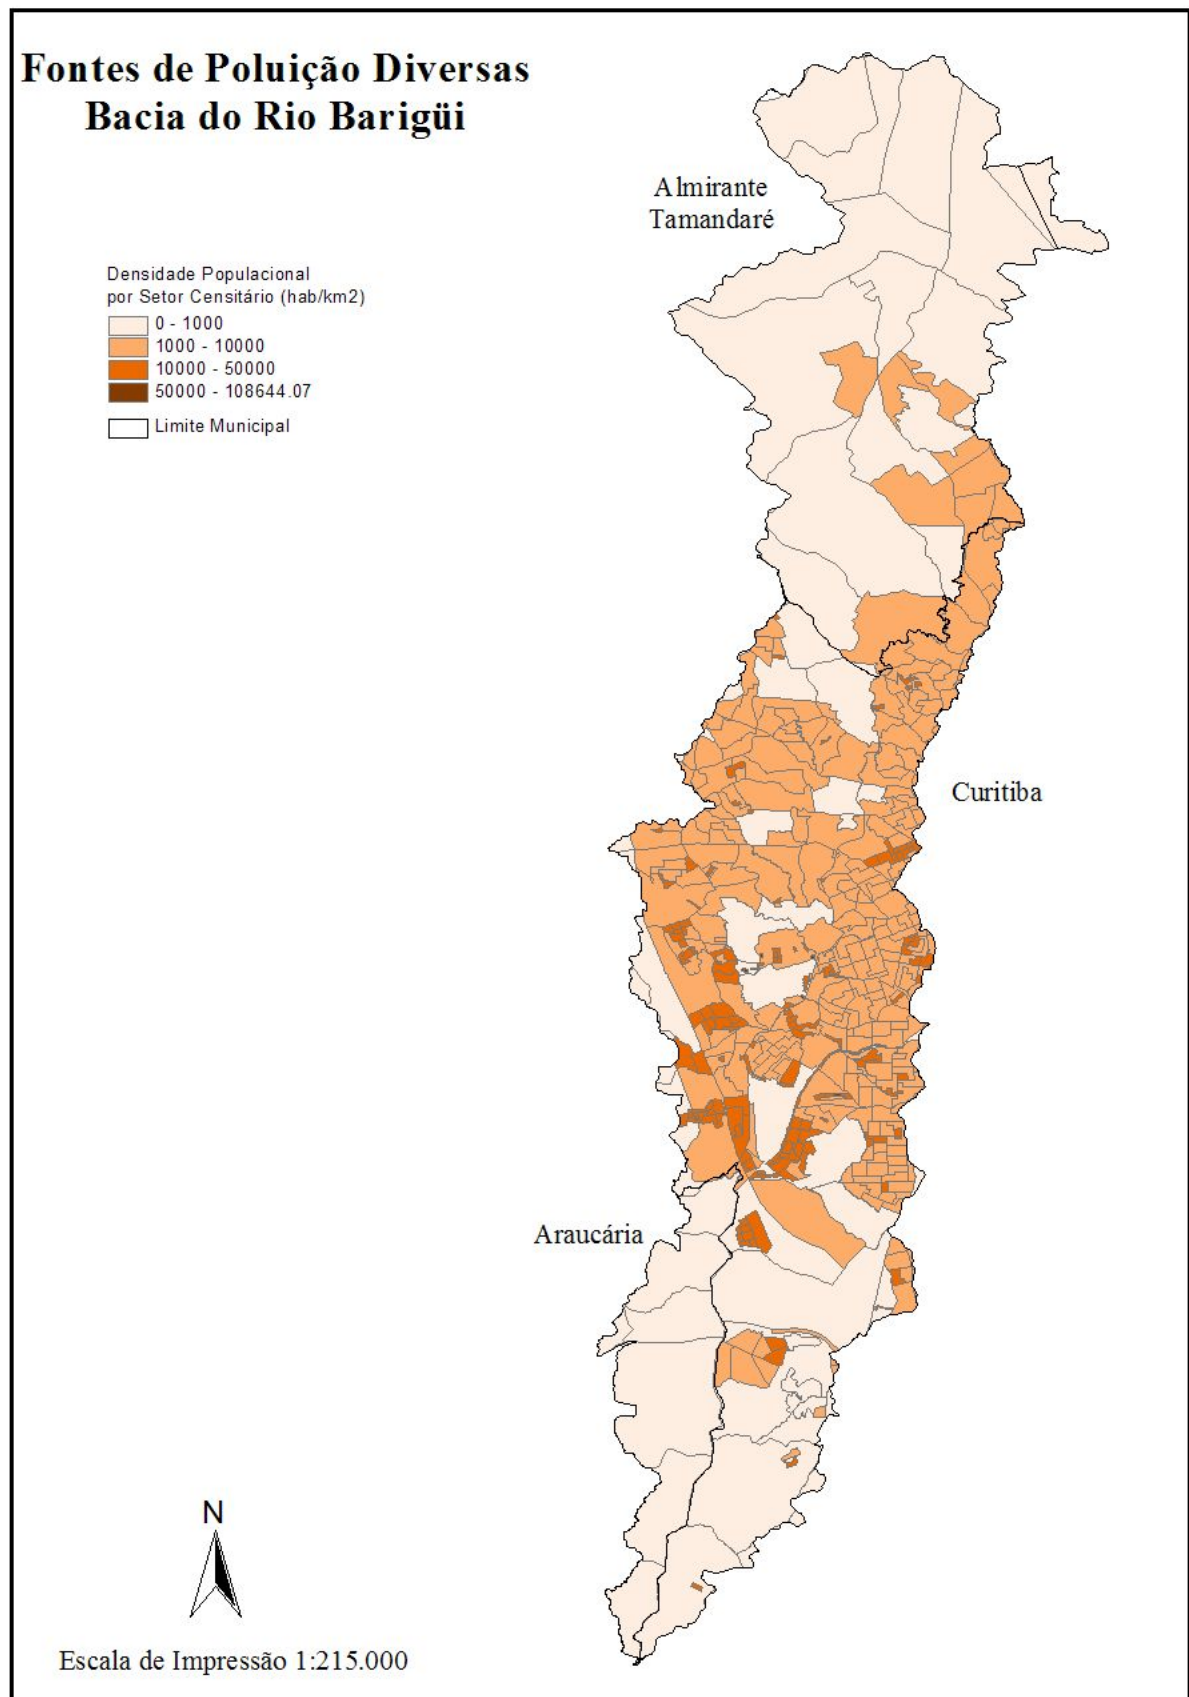 Fontes de Poluição Diversas
Bacia do Rio Barigüi
Almirante
Tamandaré
Densidade Populacional
por Setor Censitário (hab/km2)
0 - 1000
1000 - 10000
10000 - 50000
50000 - 108644.07
Limite Municipal
Curitiba
Araucária
N
Escala de Impressão 1:215.000